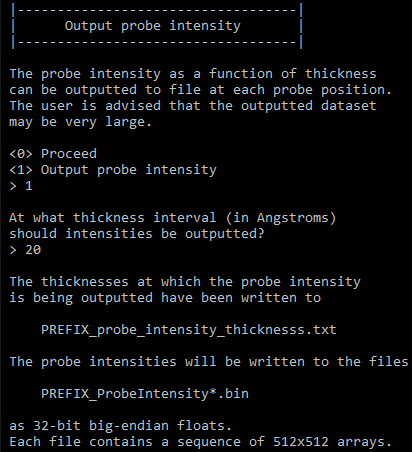 |-----------------------------------|
|      Output probe intensity       |
|-----------------------------------|
The probe intensity as a function of thickness
can be outputted to file at each probe position.
The user is advised that the outputted dataset
may be very large.
<0> Proceed
<1> Output probe intensity
> 1
At what thickness interval (in Angstroms)
should intensities be outputted?
> 20
The thicknesses at which the probe intensity
is being outputted have been written to
PREFIX_probe_intensity_thicknesss.txt
The probe intensities will be written to the files
PREFIX_ProbeIntensity*.bin
as 32-bit big-endian floats.
Each file contains a sequence of 512x512 arrays.